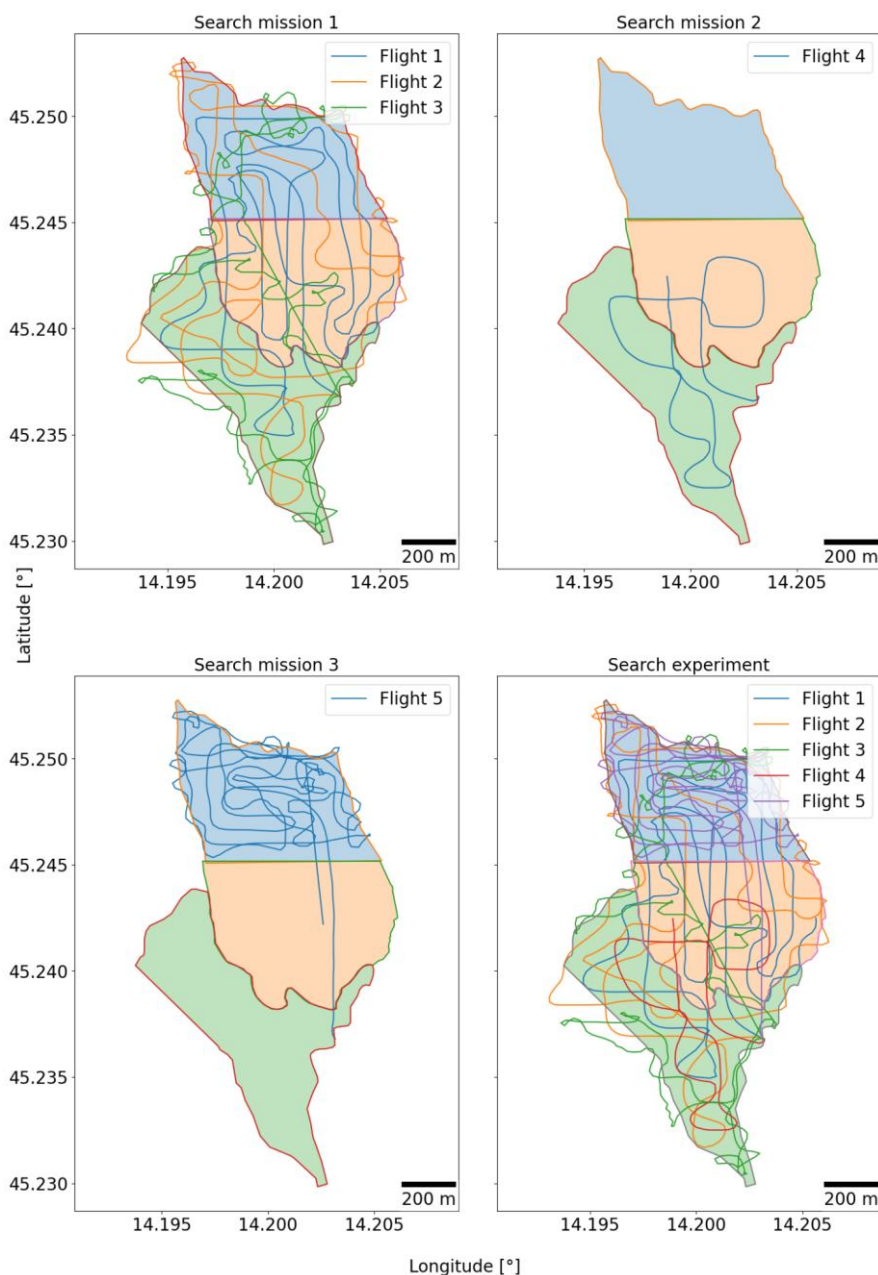 Search mission 1
Search mission 2
Flight 1
Flight 2
Flight 3
Flight 4
45.250
45.245
45.240
45.235
45.230
200 m
200 m
14.195
14.200
14.205
14.195
14.200
14.205
Latitude [°]
Search mission 3
Search experiment
Flight 5
Flight 1
Flight 2
Flight 3
Flight 4
Flight 5
45.250
45.245
45.240
45.235
45.230
200 m
200 m
14.195
14.200
14.205
14.195
14.200
14.205
Longitude [°]